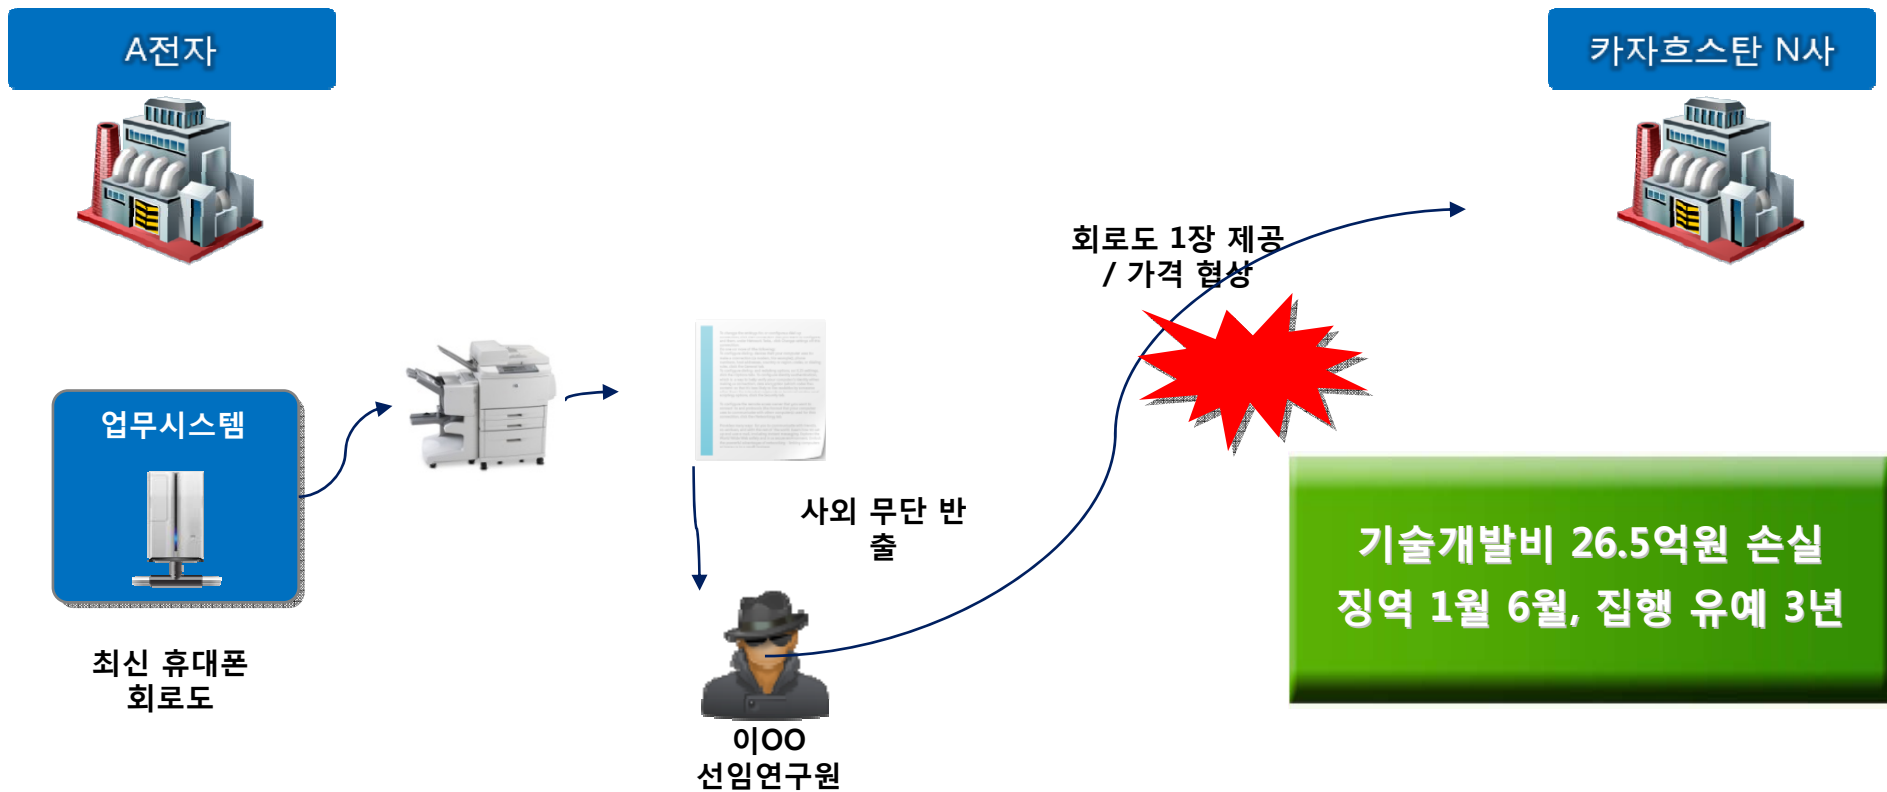 A전자
카자흐스탄 N사
회로도 1장 제공
/ 가격 협상
업무시스템
사외 무단 반
출
기술개발비 26.5억원 손실
징역 1월 6월, 집행 유예 3년
최신 휴대폰
회로도
이OO
선임연구원